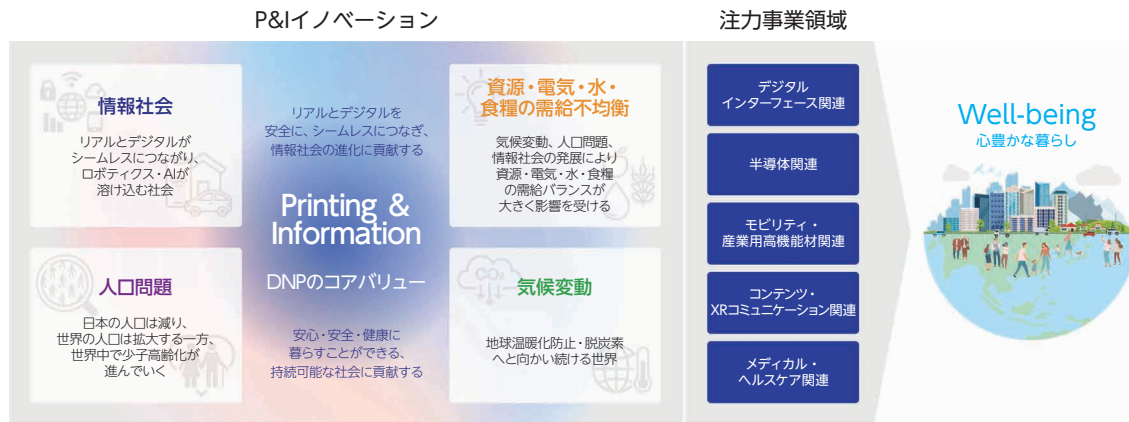 P&Iイノベーション
情報社会
リアルとデジタルが
シームレスにつながり、
ロボティクス・AIが
溶け込む社会
人口問題
日本の人口は減り、
世界の人口は拡大する一方、
世界中で少子高齢化が
進んでいく
リアルとデジタルを
安全に、シームレスにつなぎ、
情報社会の進化に貢献する
Printing &
Information
DNPのコアバリュー
安心・安全・健康に
暮らすことができる、
持続可能な社会に貢献する
資源・電気・水・
食糧の需給不均衡
気候変動、人口問題、
情報社会の発展により
資源・電気・水・食糧
の需給バランスが
大きく影響を受ける
CO₂
気候変動
地球温暖化防止・脱炭素
へと向かい続ける世界
注力事業領域
デジタル
インターフェース関連
半導体関連
モビリティ・
産業用高機能材関連
コンテンツ・
XRコミュニケーション関連
メディカル・
ヘルスケア関連
Well-being
心豊かな暮らし